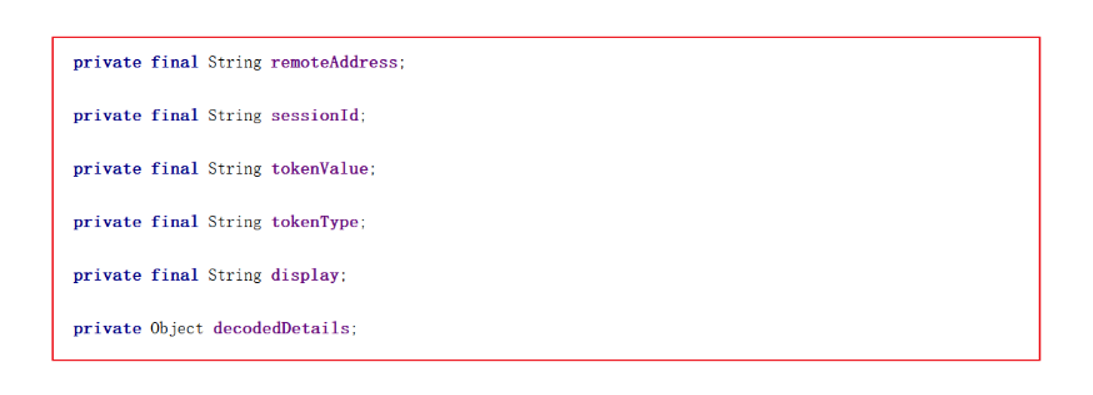 private final String remoteAddress;
private final String sessionId;
private final String tokenValue;
private final String tokenType;
private final String display;
private Object decodedDetails;